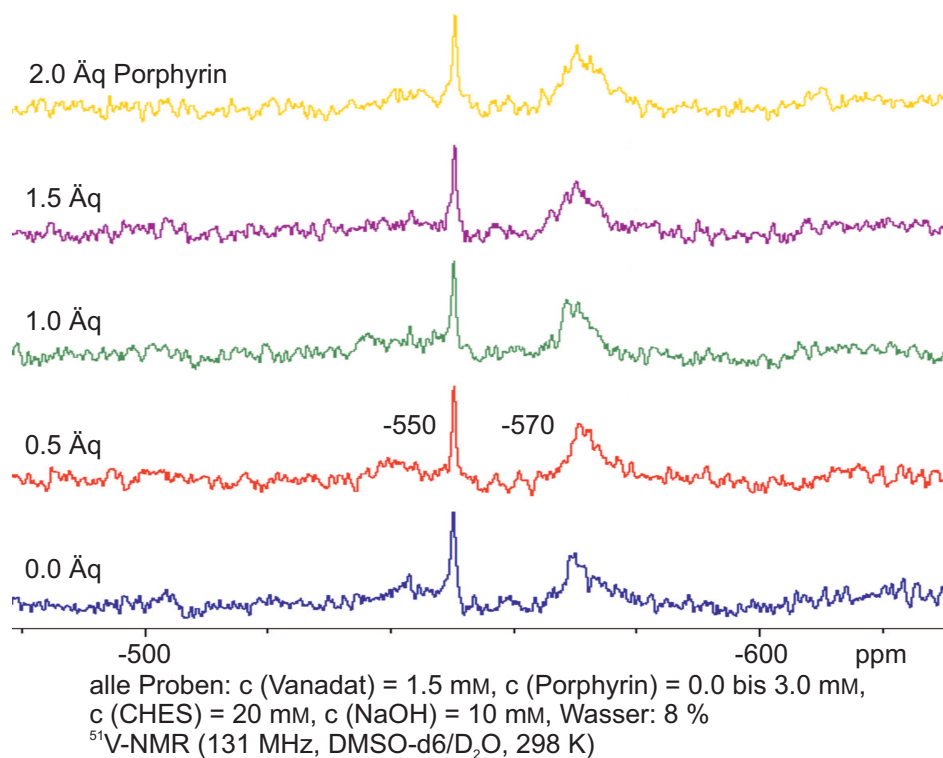 2.0 Äq Porphyrin
1.5 Äq
1.0 Äq
-550 -570
0.5 Äq
0.0 Äq
-500 -600 ppm
alle Proben: c (Vanadat) = 1.5 mM, c (Porphyrin) = 0.0 bis 3.0 mM,
c (CHES) = 20 mM, c (NaOH) = 10 mM, Wasser: 8 %
⁵¹V-NMR (131 MHz, DMSO-d6/D₂O, 298 K)